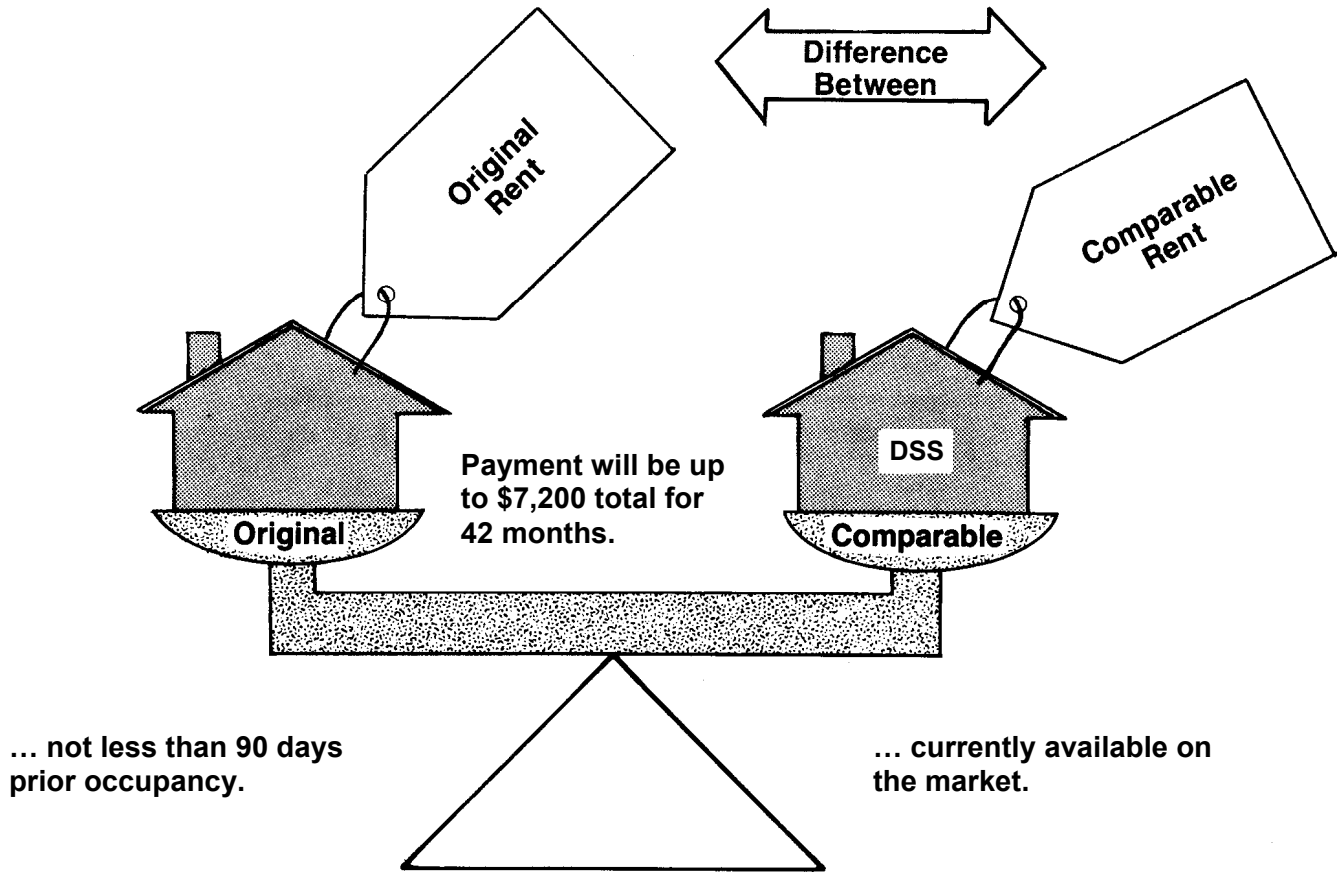 Difference
Between
Original
Rent
Comparable
Rent
DSS
Payment will be up
to $7,200 total for
42 months.
Original
Comparable
… not less than 90 days
prior occupancy.
… currently available on
the market.